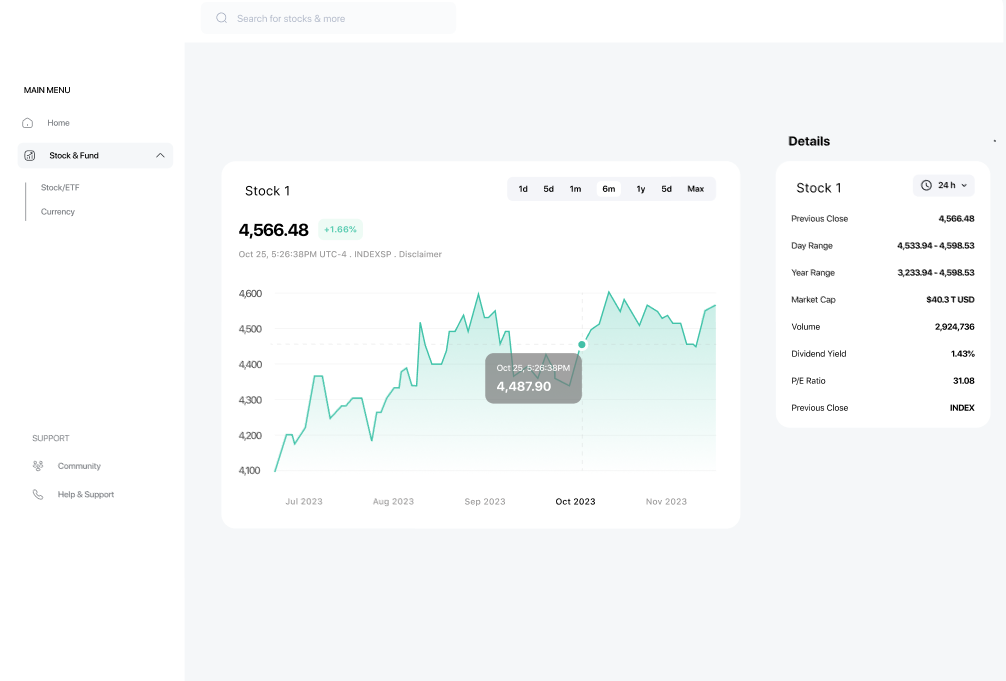 Search for stocks & more
MAIN MENU
Home
Stock & Fund
Stock/ETF
Currency
SUPPORT
Community
Help & Support
Stock 1
1d 5d 1m 6m 1y 5d Max
4,566.48 +1.66%
Oct 25, 5:26:38PM UTC-4 . INDEXSP . Disclaimer
4,600
4,500
4,400
4,300
4,200
4,100
Oct 25, 5:26:38PM
4,487.90
Jul 2023 Aug 2023 Sep 2023 Oct 2023 Nov 2023
Details
Stock 1 24 h
Previous Close 4,566.48
Day Range 4,533.94 - 4,598.53
Year Range 3,233.94 - 4,598.53
Market Cap $40.3 T USD
Volume 2,924,736
Dividend Yield 1.43%
P/E Ratio 31.08
Previous Close INDEX